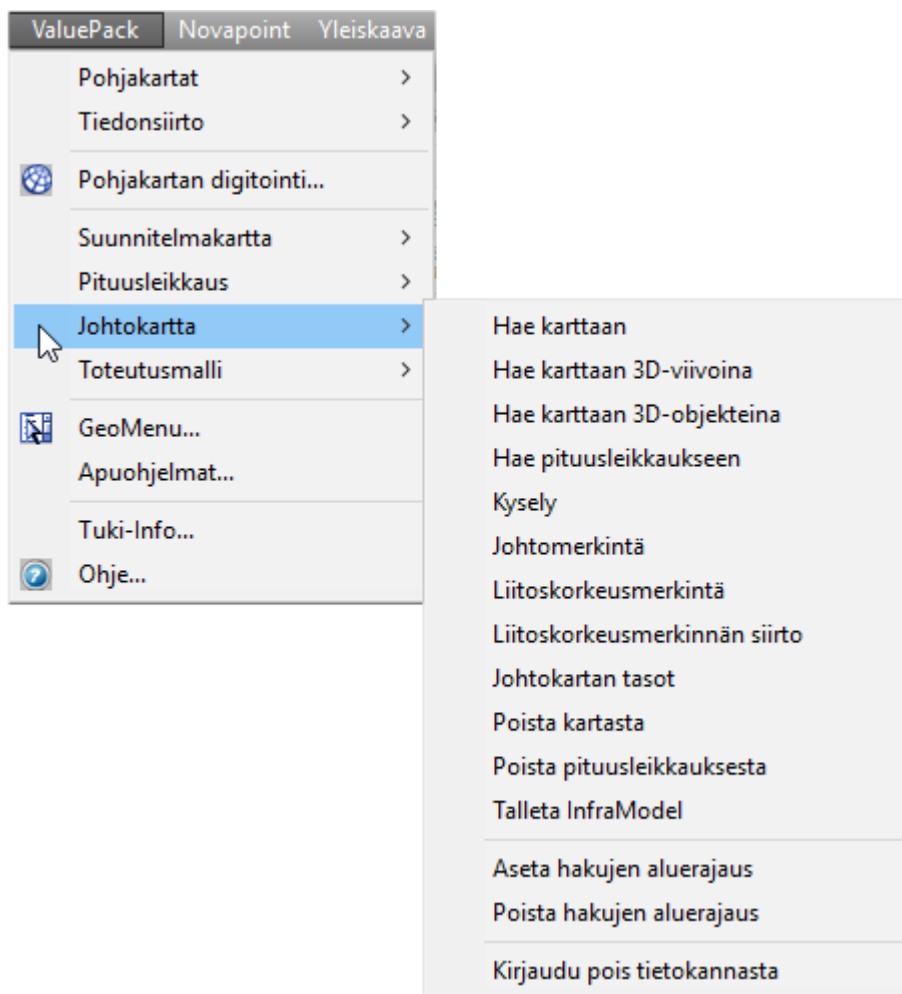 ValuePack Novapoint Yleiskaava
Pohjakartat
Tiedonsiirto
Pohjakartan digitointi...
Suunnitelmakartta
Pituusleikkaus
Johtokartta
Toteutusmalli
GeoMenu...
Apuohjelmat...
Tuki-Info...
Ohje...
Hae karttaan
Hae karttaan 3D-viivoina
Hae karttaan 3D-objekteina
Hae pituusleikkaukseen
Kysely
Johtomerkintä
Liitoskorkeusmerkintä
Liitoskorkeusmerkinnän siirto
Johtokartan tasot
Poista kartasta
Poista pituusleikkauksesta
Talleta InfraModel
Aseta hakujen aluerajaus
Poista hakujen aluerajaus
Kirjaudu pois tietokannasta